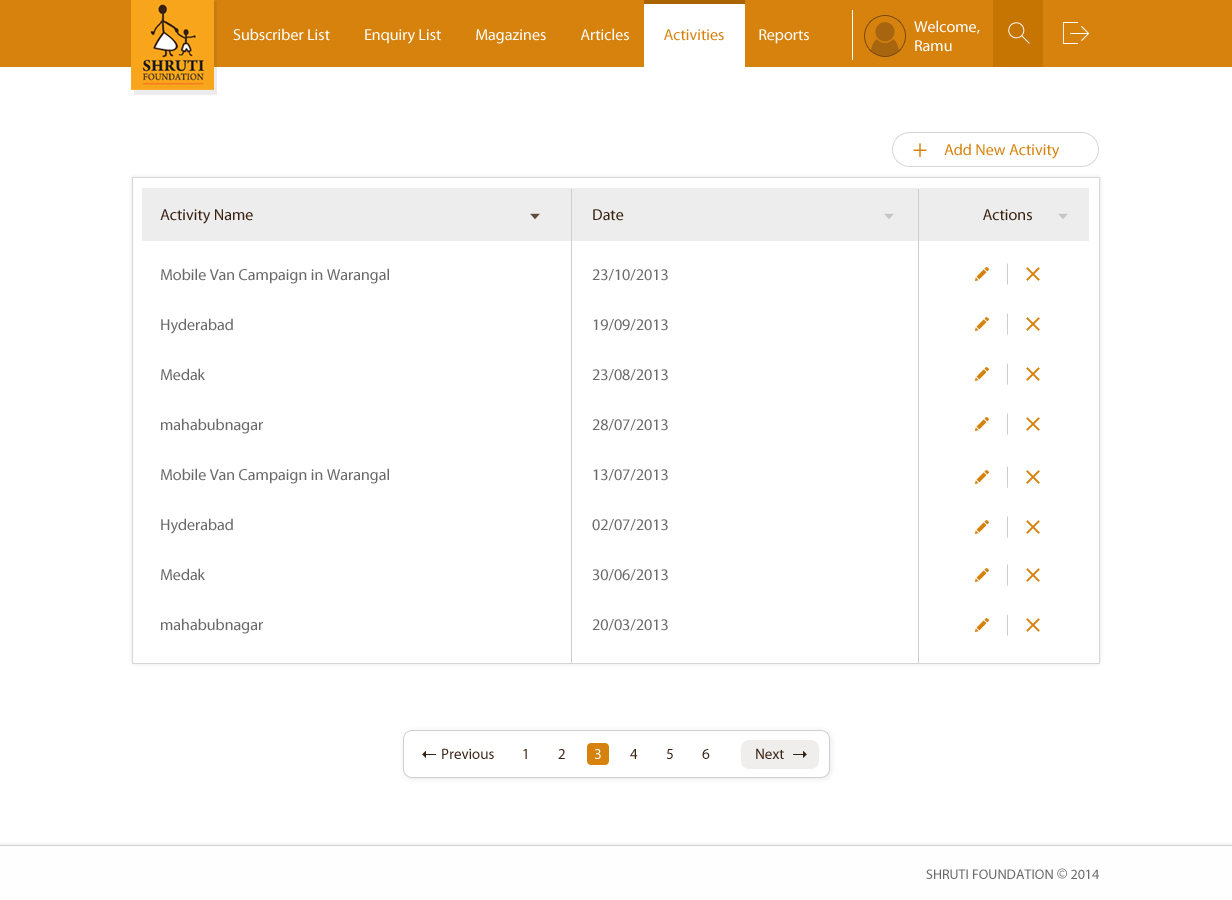 SHRUTI
FOUNDATION
Subscriber List
Enquiry List
Magazines
Articles
Activities
Reports
Welcome,
Ramu
Add New Activity
Activity Name Date Actions
Mobile Van Campaign in Warangal 23/10/2013
Hyderabad 19/09/2013
Medak 23/08/2013
mahabubnagar 28/07/2013
Mobile Van Campaign in Warangal 13/07/2013
Hyderabad 02/07/2013
Medak 30/06/2013
mahabubnagar 20/03/2013
Previous 1 2 3 4 5 6 Next
SHRUTI FOUNDATION © 2014